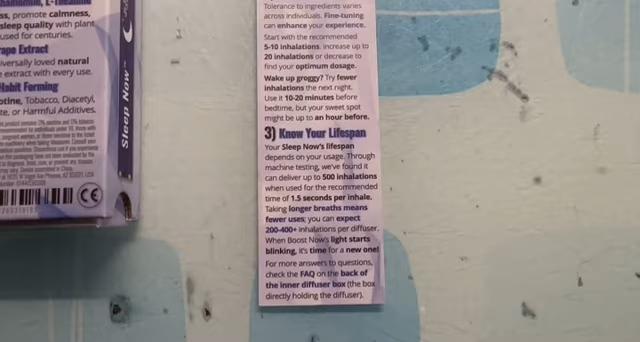 ss, promote calmness,
sleep quality with plant
used for centuries.
ape Extract
iversally loved natural
e extract with every use.
Habit Forming
otine, Tobacco, Diacetyl,
te, or Harmful Additives.
Sleep Now™
CE
Tolerance to ingredients varies
across individuals. Fine-tuning
can enhance your experience.
Start with the recommended
5-10 inhalations, increase up to
20 inhalations or decrease to
find your optimum dosage.
Wake up groggy? Try fewer
inhalations the next night.
Use it 10-20 minutes before
bedtime, but your sweet spot
might be up to an hour before.
3) Know Your Lifespan
Your Sleep Now's lifespan
depends on your usage. Through
machine testing, we've found it
can deliver up to 500 inhalations
when used for the recommended
time of 1.5 seconds per inhale.
Taking longer breaths means
fewer uses; you can expect
200-400+ inhalations per diffuser.
When Boost Now's light starts
blinking, it's time for a new one!
For more answers to questions,
check the FAQ on the back of
the inner diffuser box (the box
directly holding the diffuser).